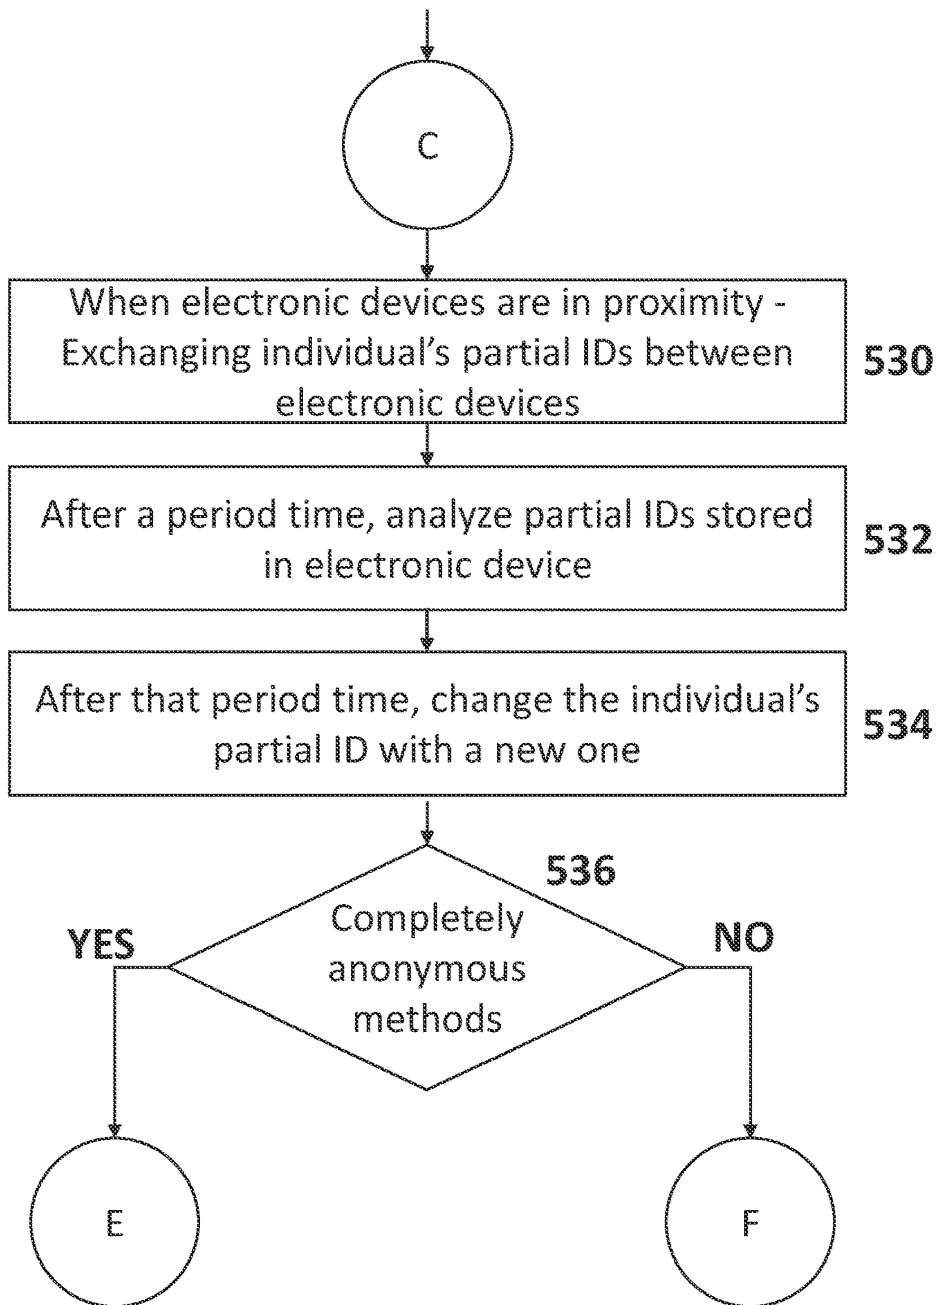 C
When electronic devices are in proximity -
Exchanging individual's partial IDs between
electronic devices
530
After a period time, analyze partial IDs stored
in electronic device
532
After that period time, change the individual's
partial ID with a new one
534
536
Completely
anonymous
methods
YES
NO
E
F